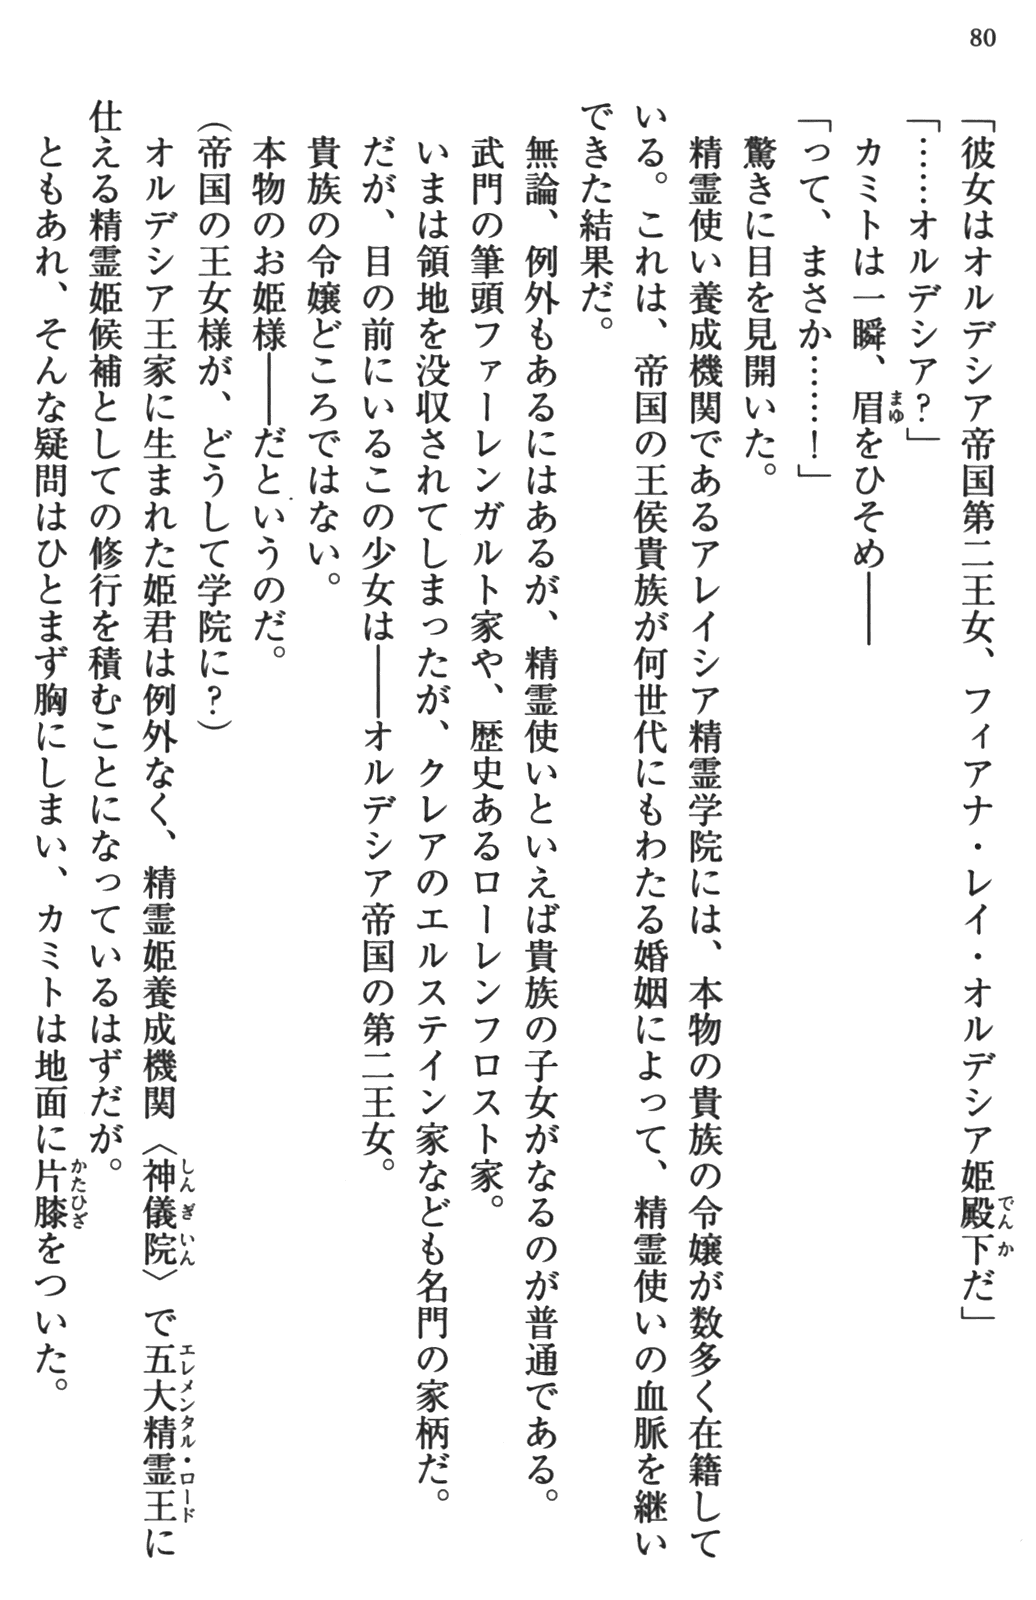 80
「彼女はオルデシア帝国第二王女、フィアナ・レイ・オルデシア姫殿下だ」
「……オルデシア?」
カミトは一瞬、眉をひそめ――
「って、まさか……!」
驚きに目を見開いた。
精霊使い養成機関であるアレイシア精霊学院には、本物の貴族の令嬢が数多く在籍して
いる。これは、帝国の王侯貴族が何世代にもわたる婚姻によって、精霊使いの血脈を継い
できた結果だ。
無論、例外もあるにはあるが、精霊使いといえば貴族の子女がなるのが普通である。
武門の筆頭ファーレンガルト家や、歴史あるローレンフロスト家。
いまは領地を没収されてしまったが、クレアのエルステイン家なども名門の家柄だ。
だが、目の前にいるこの少女は――オルデシア帝国の第二王女。
貴族の令嬢どころではない。
本物のお姫様――だというのだ。
(帝国の王女様が、どうして学院に?)
オルデシア王家に生まれた姫君は例外なく、精霊姫養成機関〈神儀院〉で五大精霊王に
仕える精霊姫候補としての修行を積むことになっているはずだが。
ともあれ、そんな疑問はひとまず胸にしまい、カミトは地面に片膝をついた。